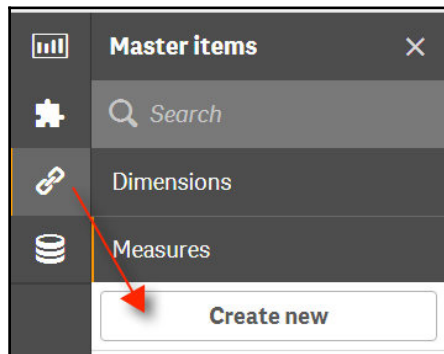 Master items
Search
Dimensions
Measures
Create new